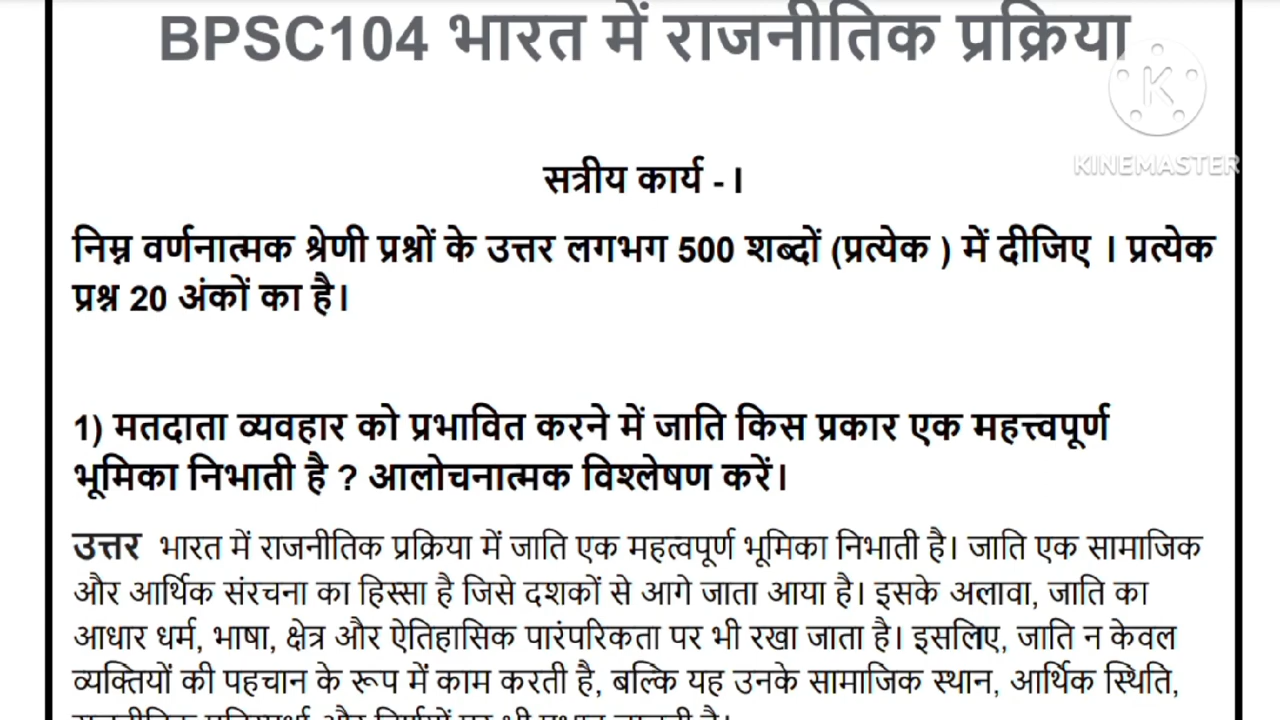 BPSC104 भारत में राजनीतिक प्रक्रिया
K
KINEMASTER
सत्रीय कार्य - I
निम्न वर्णनात्मक श्रेणी प्रश्नों के उत्तर लगभग 500 शब्दों (प्रत्येक ) में दीजिए । प्रत्येक
प्रश्न 20 अंकों का है।
1) मतदाता व्यवहार को प्रभावित करने में जाति किस प्रकार एक महत्त्वपूर्ण
भूमिका निभाती है ? आलोचनात्मक विश्लेषण करें।
उत्तर भारत में राजनीतिक प्रक्रिया में जाति एक महत्वपूर्ण भूमिका निभाती है। जाति एक सामाजिक
और आर्थिक संरचना का हिस्सा है जिसे दशकों से आगे जाता आया है। इसके अलावा, जाति का
आधार धर्म, भाषा, क्षेत्र और ऐतिहासिक पारंपरिकता पर भी रखा जाता है। इसलिए, जाति न केवल
व्यक्तियों की पहचान के रूप में काम करती है, बल्कि यह उनके सामाजिक स्थान, आर्थिक स्थिति,